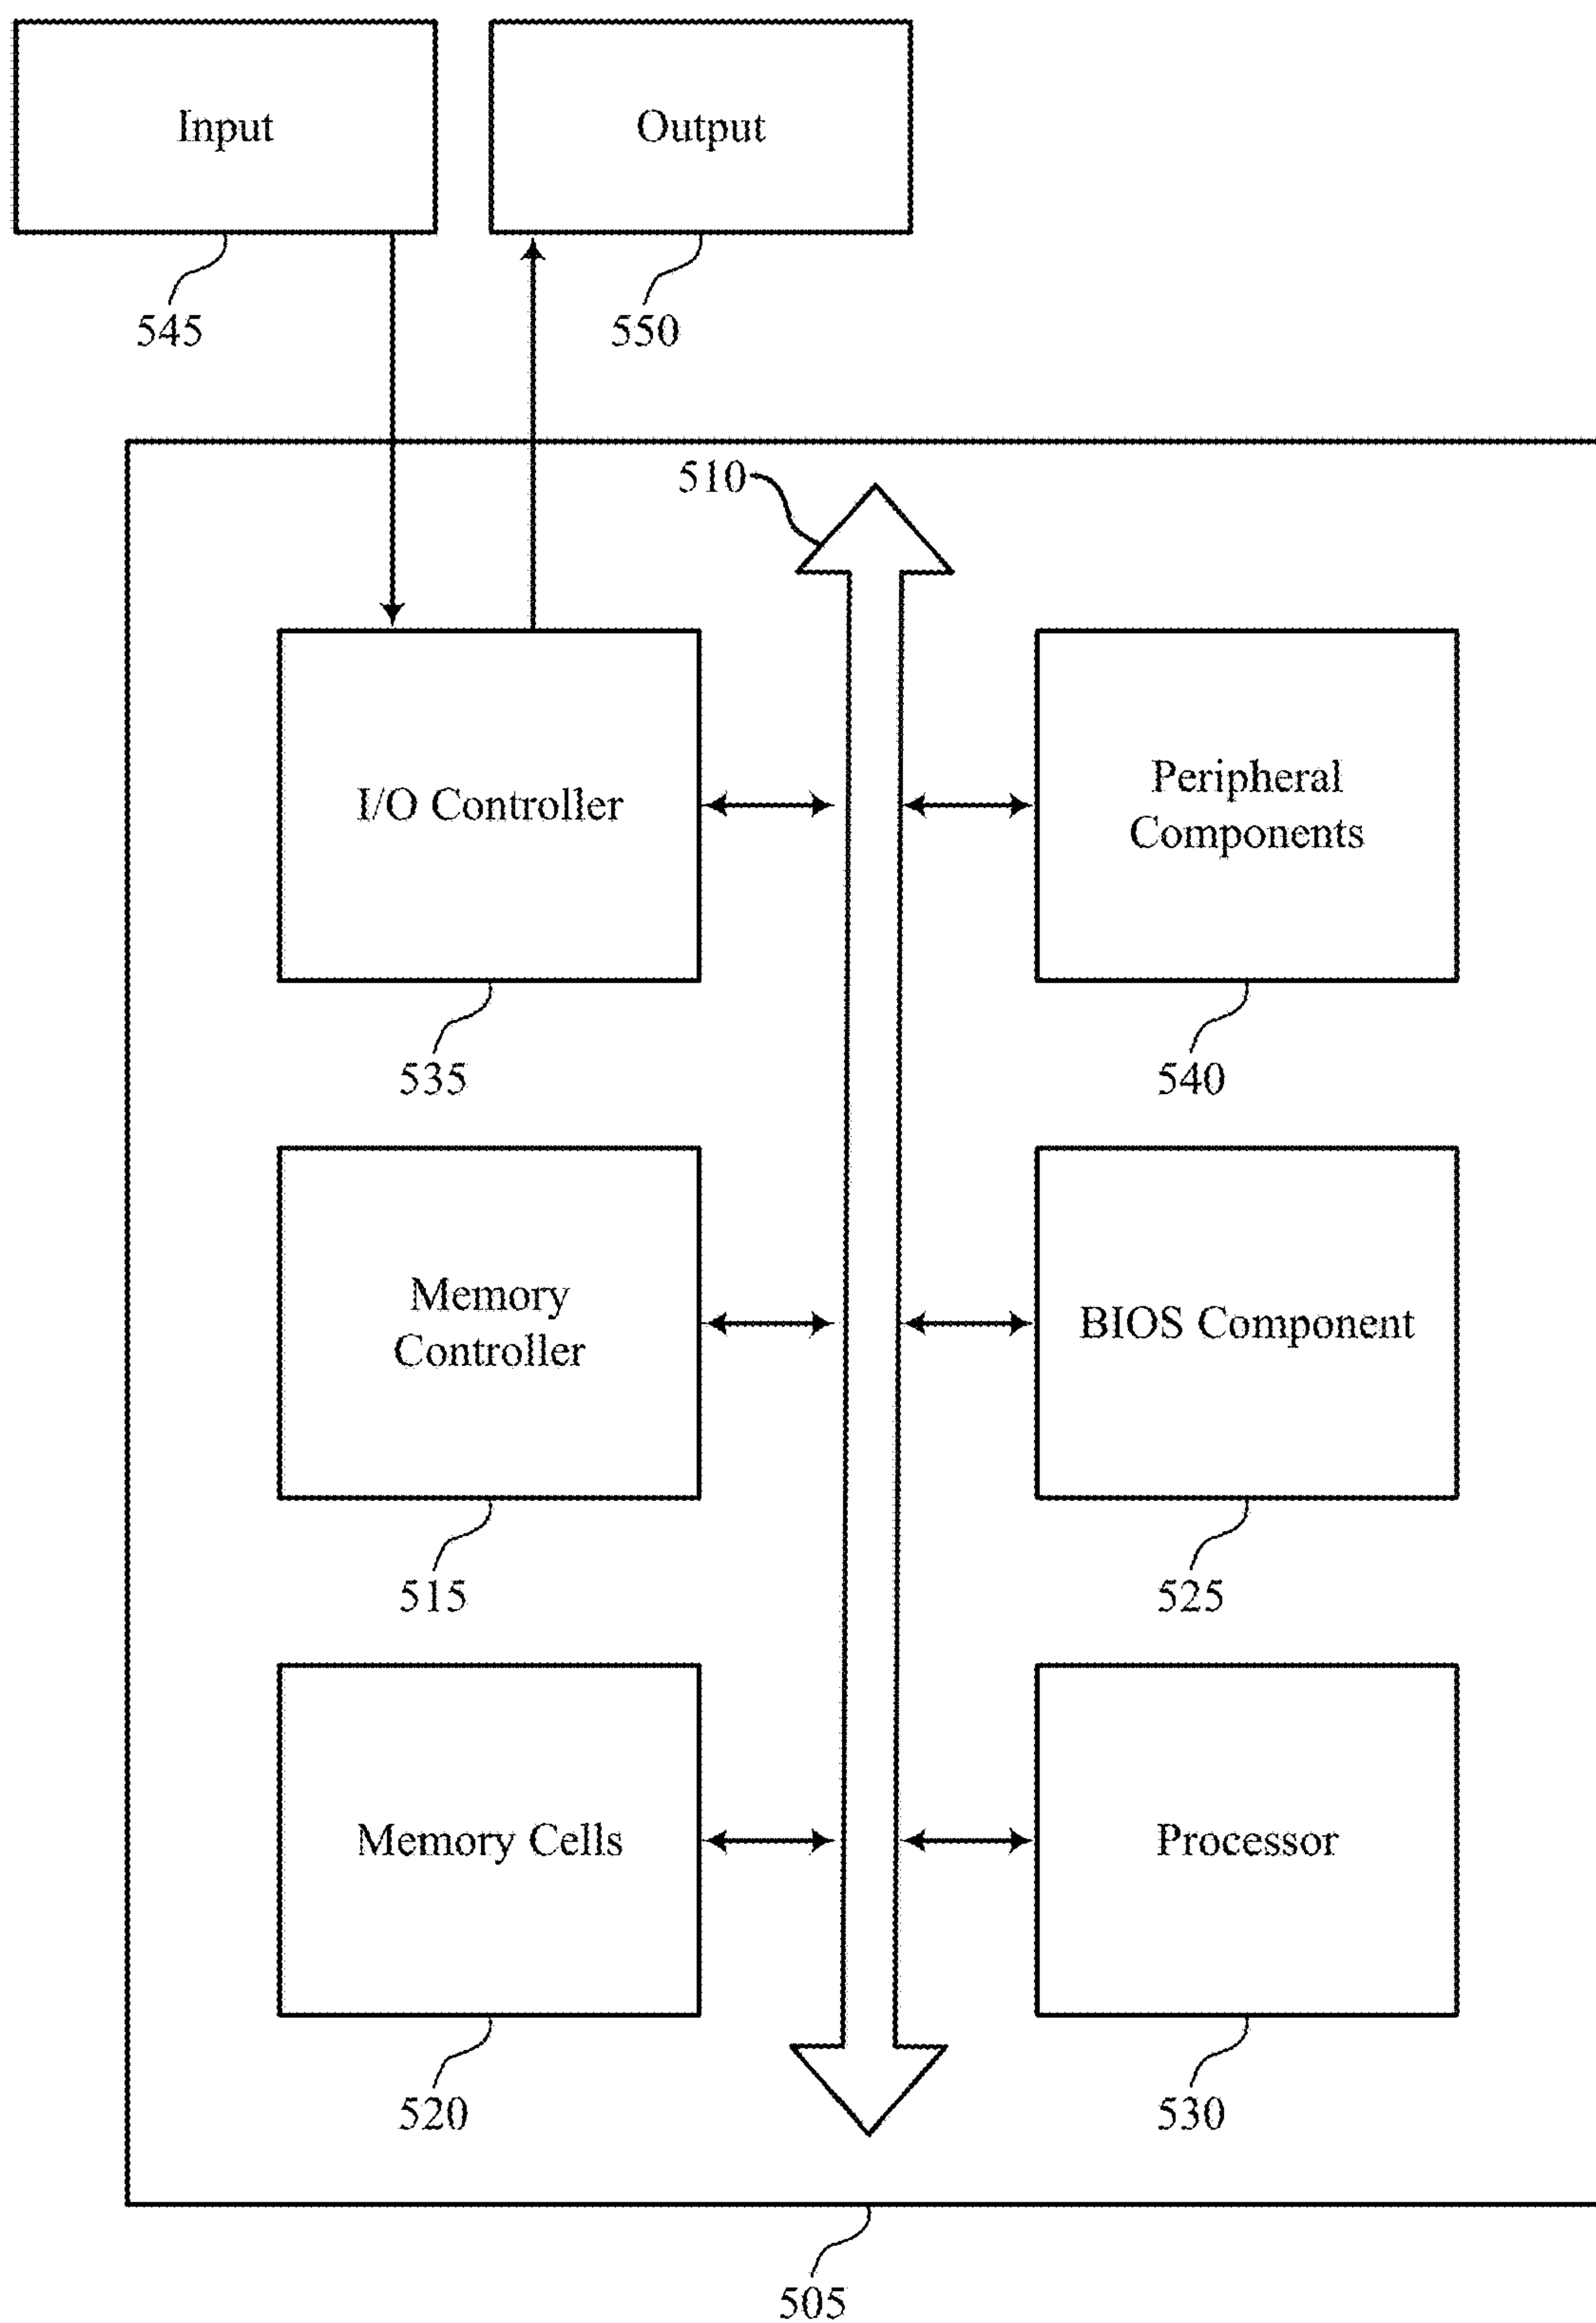 Input
Output
545
550
510
I/O Controller
Peripheral
Components
535
540
Memory
Controller
BIOS Component
515
525
Memory Cells
Processor
520
530
505